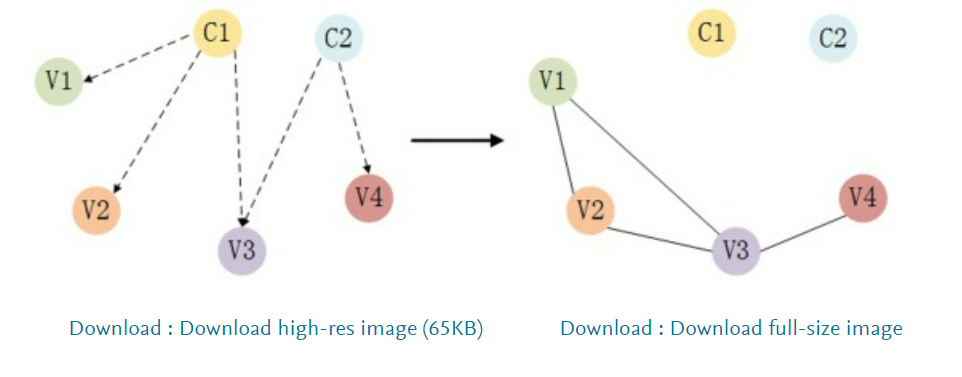 C1
C2
V1
V2
V3
V4
C1
C2
V1
V2
V3
V4
Download : Download high-res image (65KB)
Download : Download full-size image